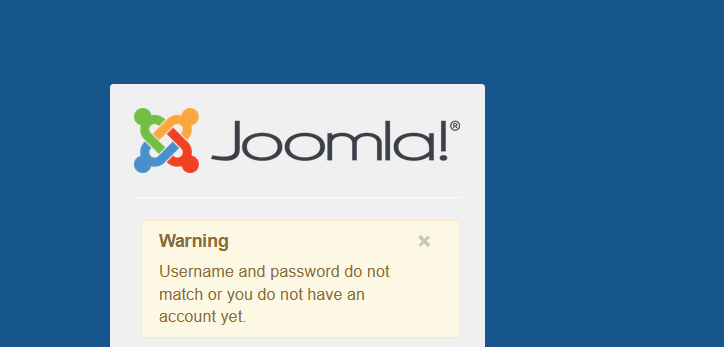 Joomla!®
Warning
×
Username and password do not
match or you do not have an
account yet.